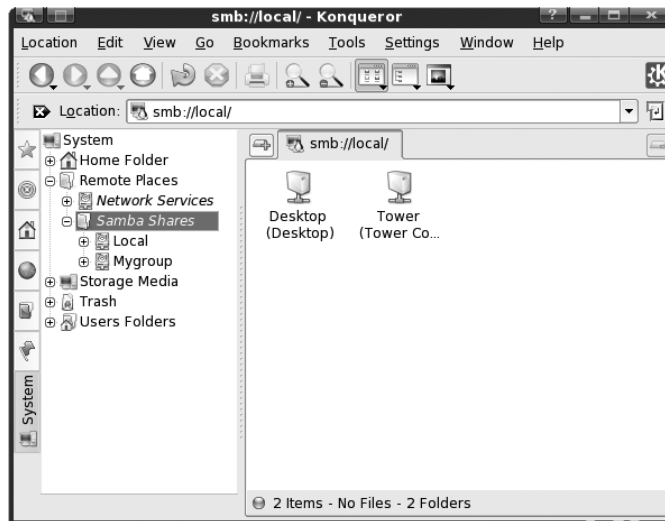 smb://local/ - Konqueror
Location Edit View Go Bookmarks Tools Settings Window Help
Location: smb://local/
System
Home Folder
Remote Places
Network Services
Samba Shares
Local
Mygroup
Storage Media
Trash
Users Folders
System
smb://local/
Desktop
(Desktop)
Tower
(Tower Co...
2 Items - No Files - 2 Folders